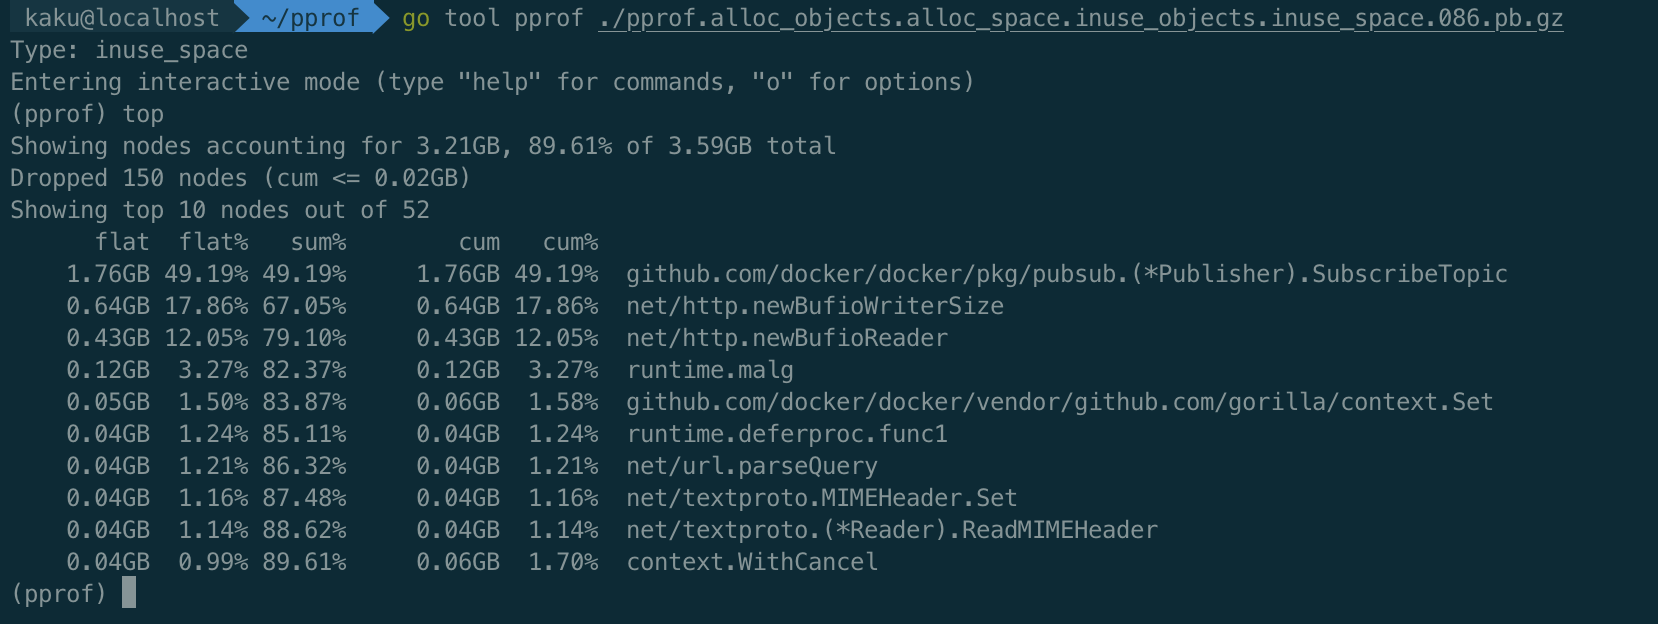 kaku@localhost ~/pprof go tool pprof ./pprof.alloc_objects.alloc_space.inuse_objects.inuse_space.086.pb.gz
Type: inuse_space
Entering interactive mode (type "help" for commands, "o" for options)
(pprof) top
Showing nodes accounting for 3.21GB, 89.61% of 3.59GB total
Dropped 150 nodes (cum <= 0.02GB)
Showing top 10 nodes out of 52
      flat  flat%   sum%        cum   cum%
    1.76GB 49.19% 49.19%     1.76GB 49.19%  github.com/docker/docker/pkg/pubsub.(*Publisher).SubscribeTopic
    0.64GB 17.86% 67.05%     0.64GB 17.86%  net/http.newBufioWriterSize
    0.43GB 12.05% 79.10%     0.43GB 12.05%  net/http.newBufioReader
    0.12GB  3.27% 82.37%     0.12GB  3.27%  runtime.malg
    0.05GB  1.50% 83.87%     0.06GB  1.58%  github.com/docker/docker/vendor/github.com/gorilla/context.Set
    0.04GB  1.24% 85.11%     0.04GB  1.24%  runtime.deferproc.func1
    0.04GB  1.21% 86.32%     0.04GB  1.21%  net/url.parseQuery
    0.04GB  1.16% 87.48%     0.04GB  1.16%  net/textproto.MIMEHeader.Set
    0.04GB  1.14% 88.62%     0.04GB  1.14%  net/textproto.(*Reader).ReadMIMEHeader
    0.04GB  0.99% 89.61%     0.06GB  1.70%  context.WithCancel
(pprof)